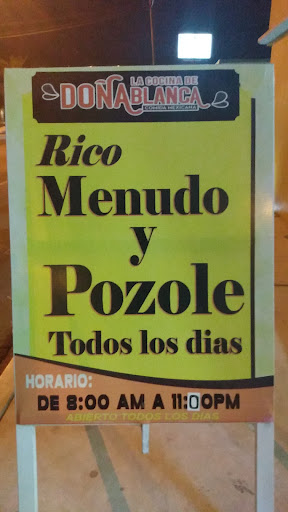 LA COCINA DE
DOÑA BLANCA
COMIDA MEXICANA
Rico
Menudo
y
Pozole
Todos los dias
HORARIO:
DE 8:00 AM A 11:00PM
ABIERTO TODOS LOS DIAS